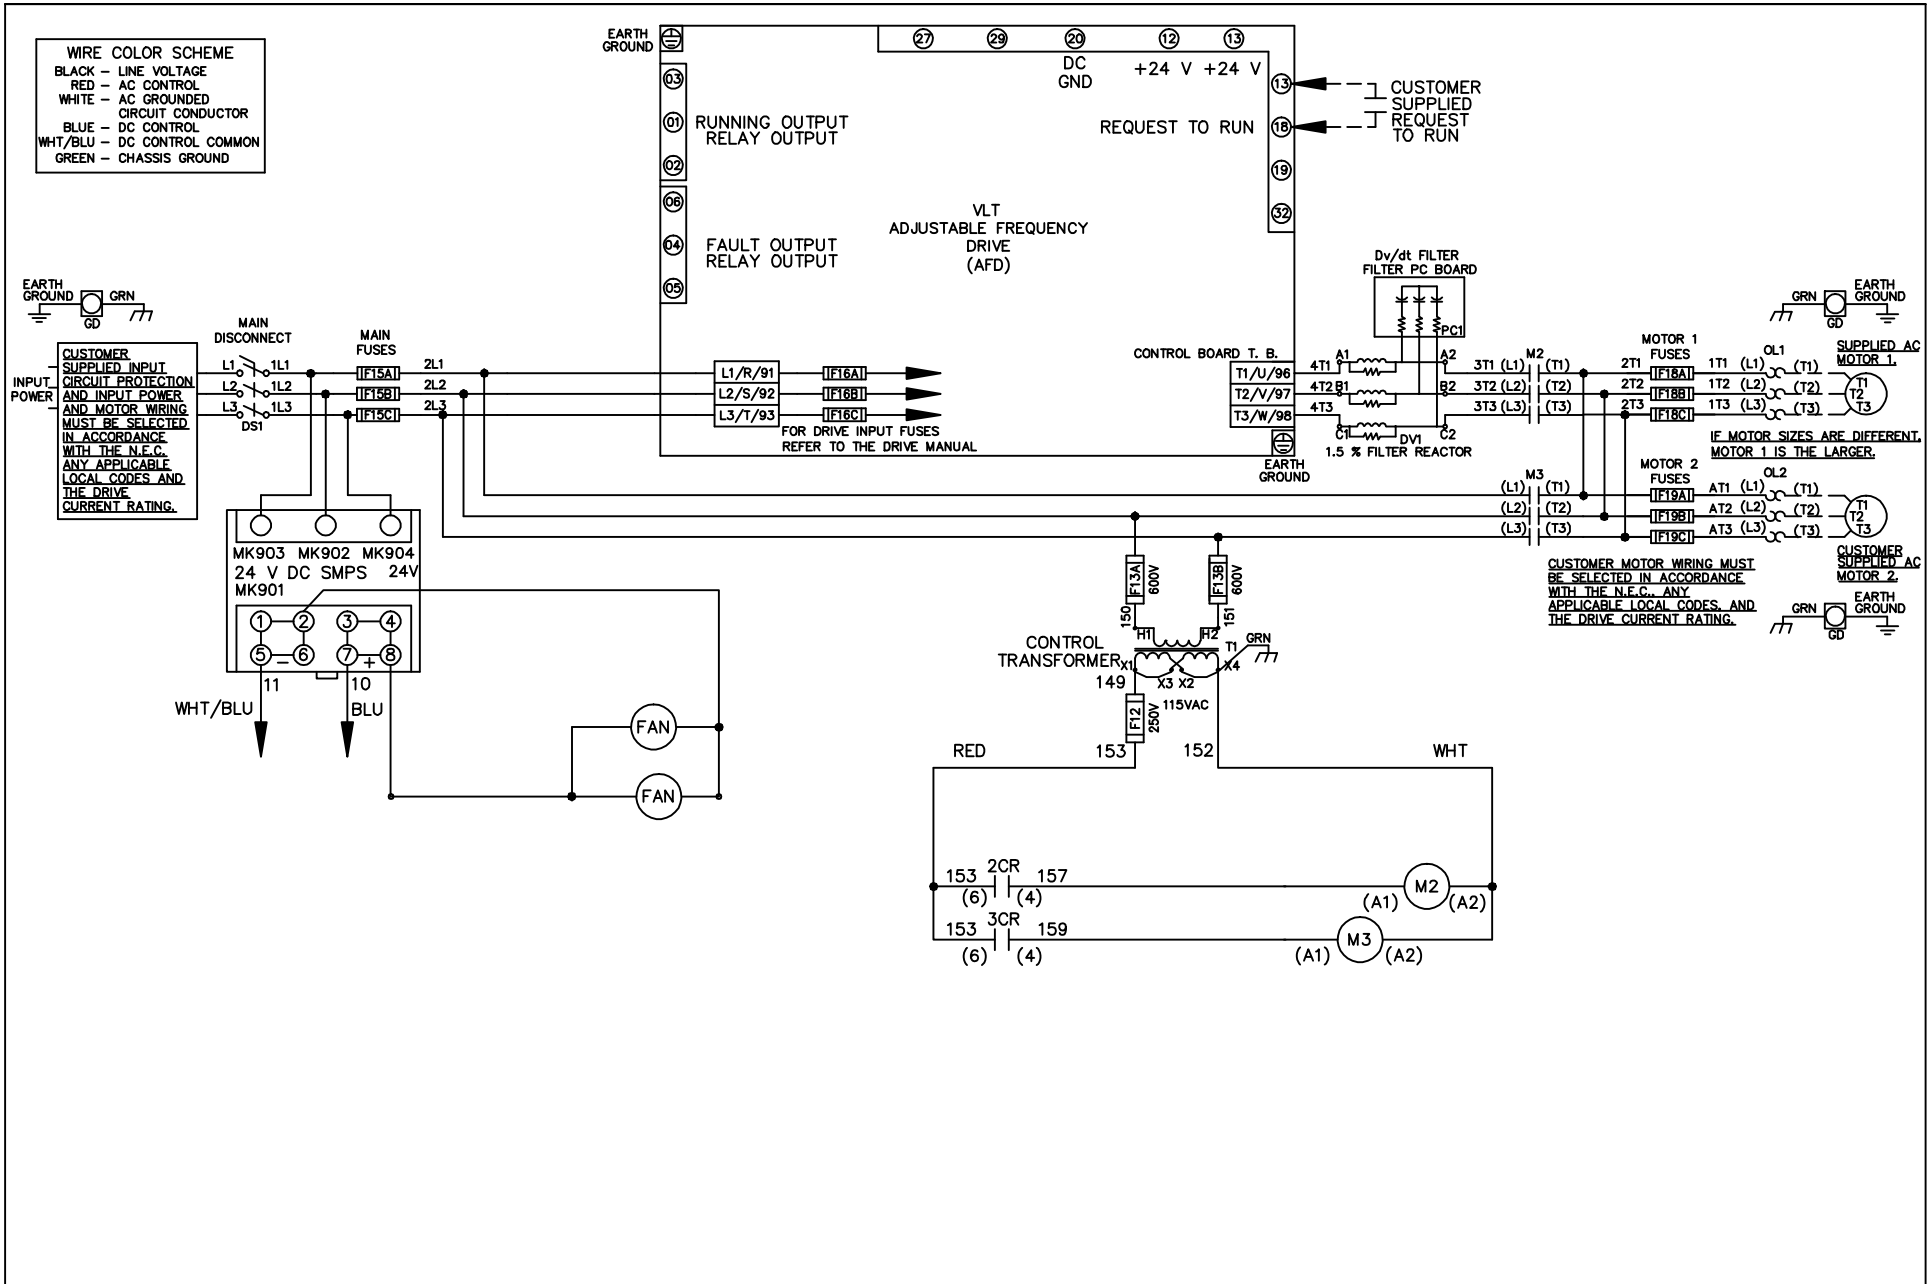 WIRE COLOR SCHEME
BLACK – LINE VOLTAGE
RED – AC CONTROL
WHITE – AC GROUNDED
CIRCUIT CONDUCTOR
BLUE – DC CONTROL
WHT/BLU – DC CONTROL COMMON
GREEN – CHASSIS GROUND
EARTH
GROUND
27 29 20 12 13
DC
GND
+24 V +24 V
03
01
02
RUNNING OUTPUT
RELAY OUTPUT
06
04
05
FAULT OUTPUT
RELAY OUTPUT
VLT
ADJUSTABLE FREQUENCY
DRIVE
(AFD)
REQUEST TO RUN
13
18
19
32
CUSTOMER
SUPPLIED
REQUEST
TO RUN
Dv/dt FILTER
FILTER PC BOARD
PC1
EARTH
GROUND
GRN
GD
INPUT
POWER
CUSTOMER
SUPPLIED INPUT
CIRCUIT PROTECTION
AND INPUT POWER
AND MOTOR WIRING
MUST BE SELECTED
IN ACCORDANCE
WITH THE N.E.C.
ANY APPLICABLE
LOCAL CODES AND
THE DRIVE
CURRENT RATING.
MAIN
DISCONNECT
L1 1L1
L2 1L2
L3 1L3
DS1
MAIN
FUSES
F15A 2L1
F15B 2L2
F15C 2L3
L1/R/91 F16A
L2/S/92 F16B
L3/T/93 F16C
FOR DRIVE INPUT FUSES
REFER TO THE DRIVE MANUAL
CONTROL BOARD T. B.
T1/U/96 4T1 A1 A2
T2/V/97 4T2 B1 B2
T3/W/98 4T3 C1 C2
DV1
1.5 % FILTER REACTOR
EARTH
GROUND
M2
3T1 (L1) (T1)
3T2 (L2) (T2)
3T3 (L3) (T3)
MOTOR 1
FUSES
2T1 F18A 1T1 (L1) (T1)
2T2 F18B 1T2 (L2) (T2)
2T3 F18C 1T3 (L3) (T3)
OL1
GRN
GD
EARTH
GROUND
SUPPLIED AC
MOTOR 1.
T1
T2
T3
IF MOTOR SIZES ARE DIFFERENT,
MOTOR 1 IS THE LARGER.
M3
(L1) (T1)
(L2) (T2)
(L3) (T3)
MOTOR 2
FUSES
F19A AT1 (L1) (T1)
F19B AT2 (L2) (T2)
F19C AT3 (L3) (T3)
OL2
T1
T2
T3
CUSTOMER
SUPPLIED AC
MOTOR 2.
GRN
GD
EARTH
GROUND
CUSTOMER MOTOR WIRING MUST
BE SELECTED IN ACCORDANCE
WITH THE N.E.C., ANY
APPLICABLE LOCAL CODES, AND
THE DRIVE CURRENT RATING.
MK903 MK902 MK904
24 V DC SMPS 24V
MK901
1 2 3 4
5 – 6 7 + 8
11
10
WHT/BLU
BLU
FAN
FAN
F13A 600V
F13B 600V
150
151
H1 H2
CONTROL
TRANSFORMER
T1
GRN
X1 X3 X2 X4
149
F12 250V
115VAC
153
152
RED
WHT
153 2CR 157
(6) (4)
M2
(A1) (A2)
153 3CR 159
(6) (4)
M3
(A1) (A2)